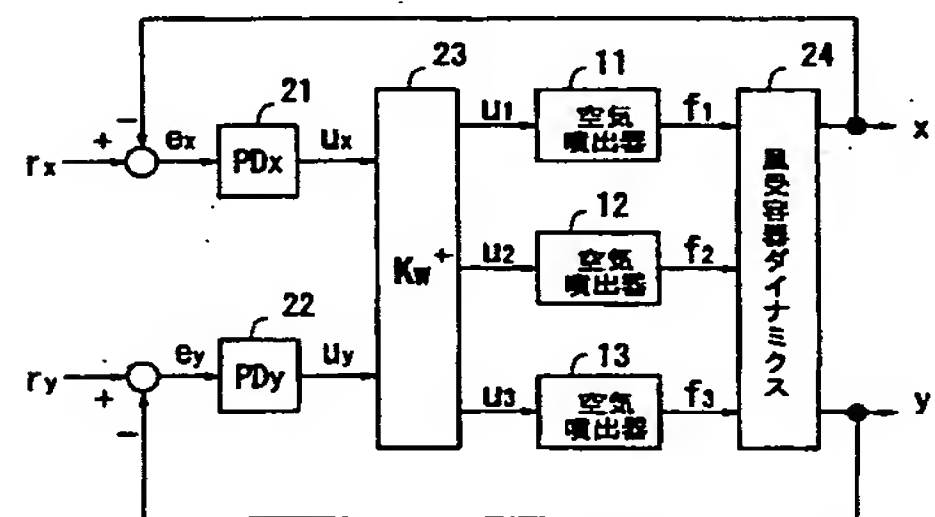 23
11
24
21
u1
空気
噴出器
f1
x
−
+
ex
PDx
ux
rx
風受容器ダイナミクス
12
Kw+
u2
空気
噴出器
f2
22
13
ry
+
−
ey
PDy
uy
u3
空気
噴出器
f3
y